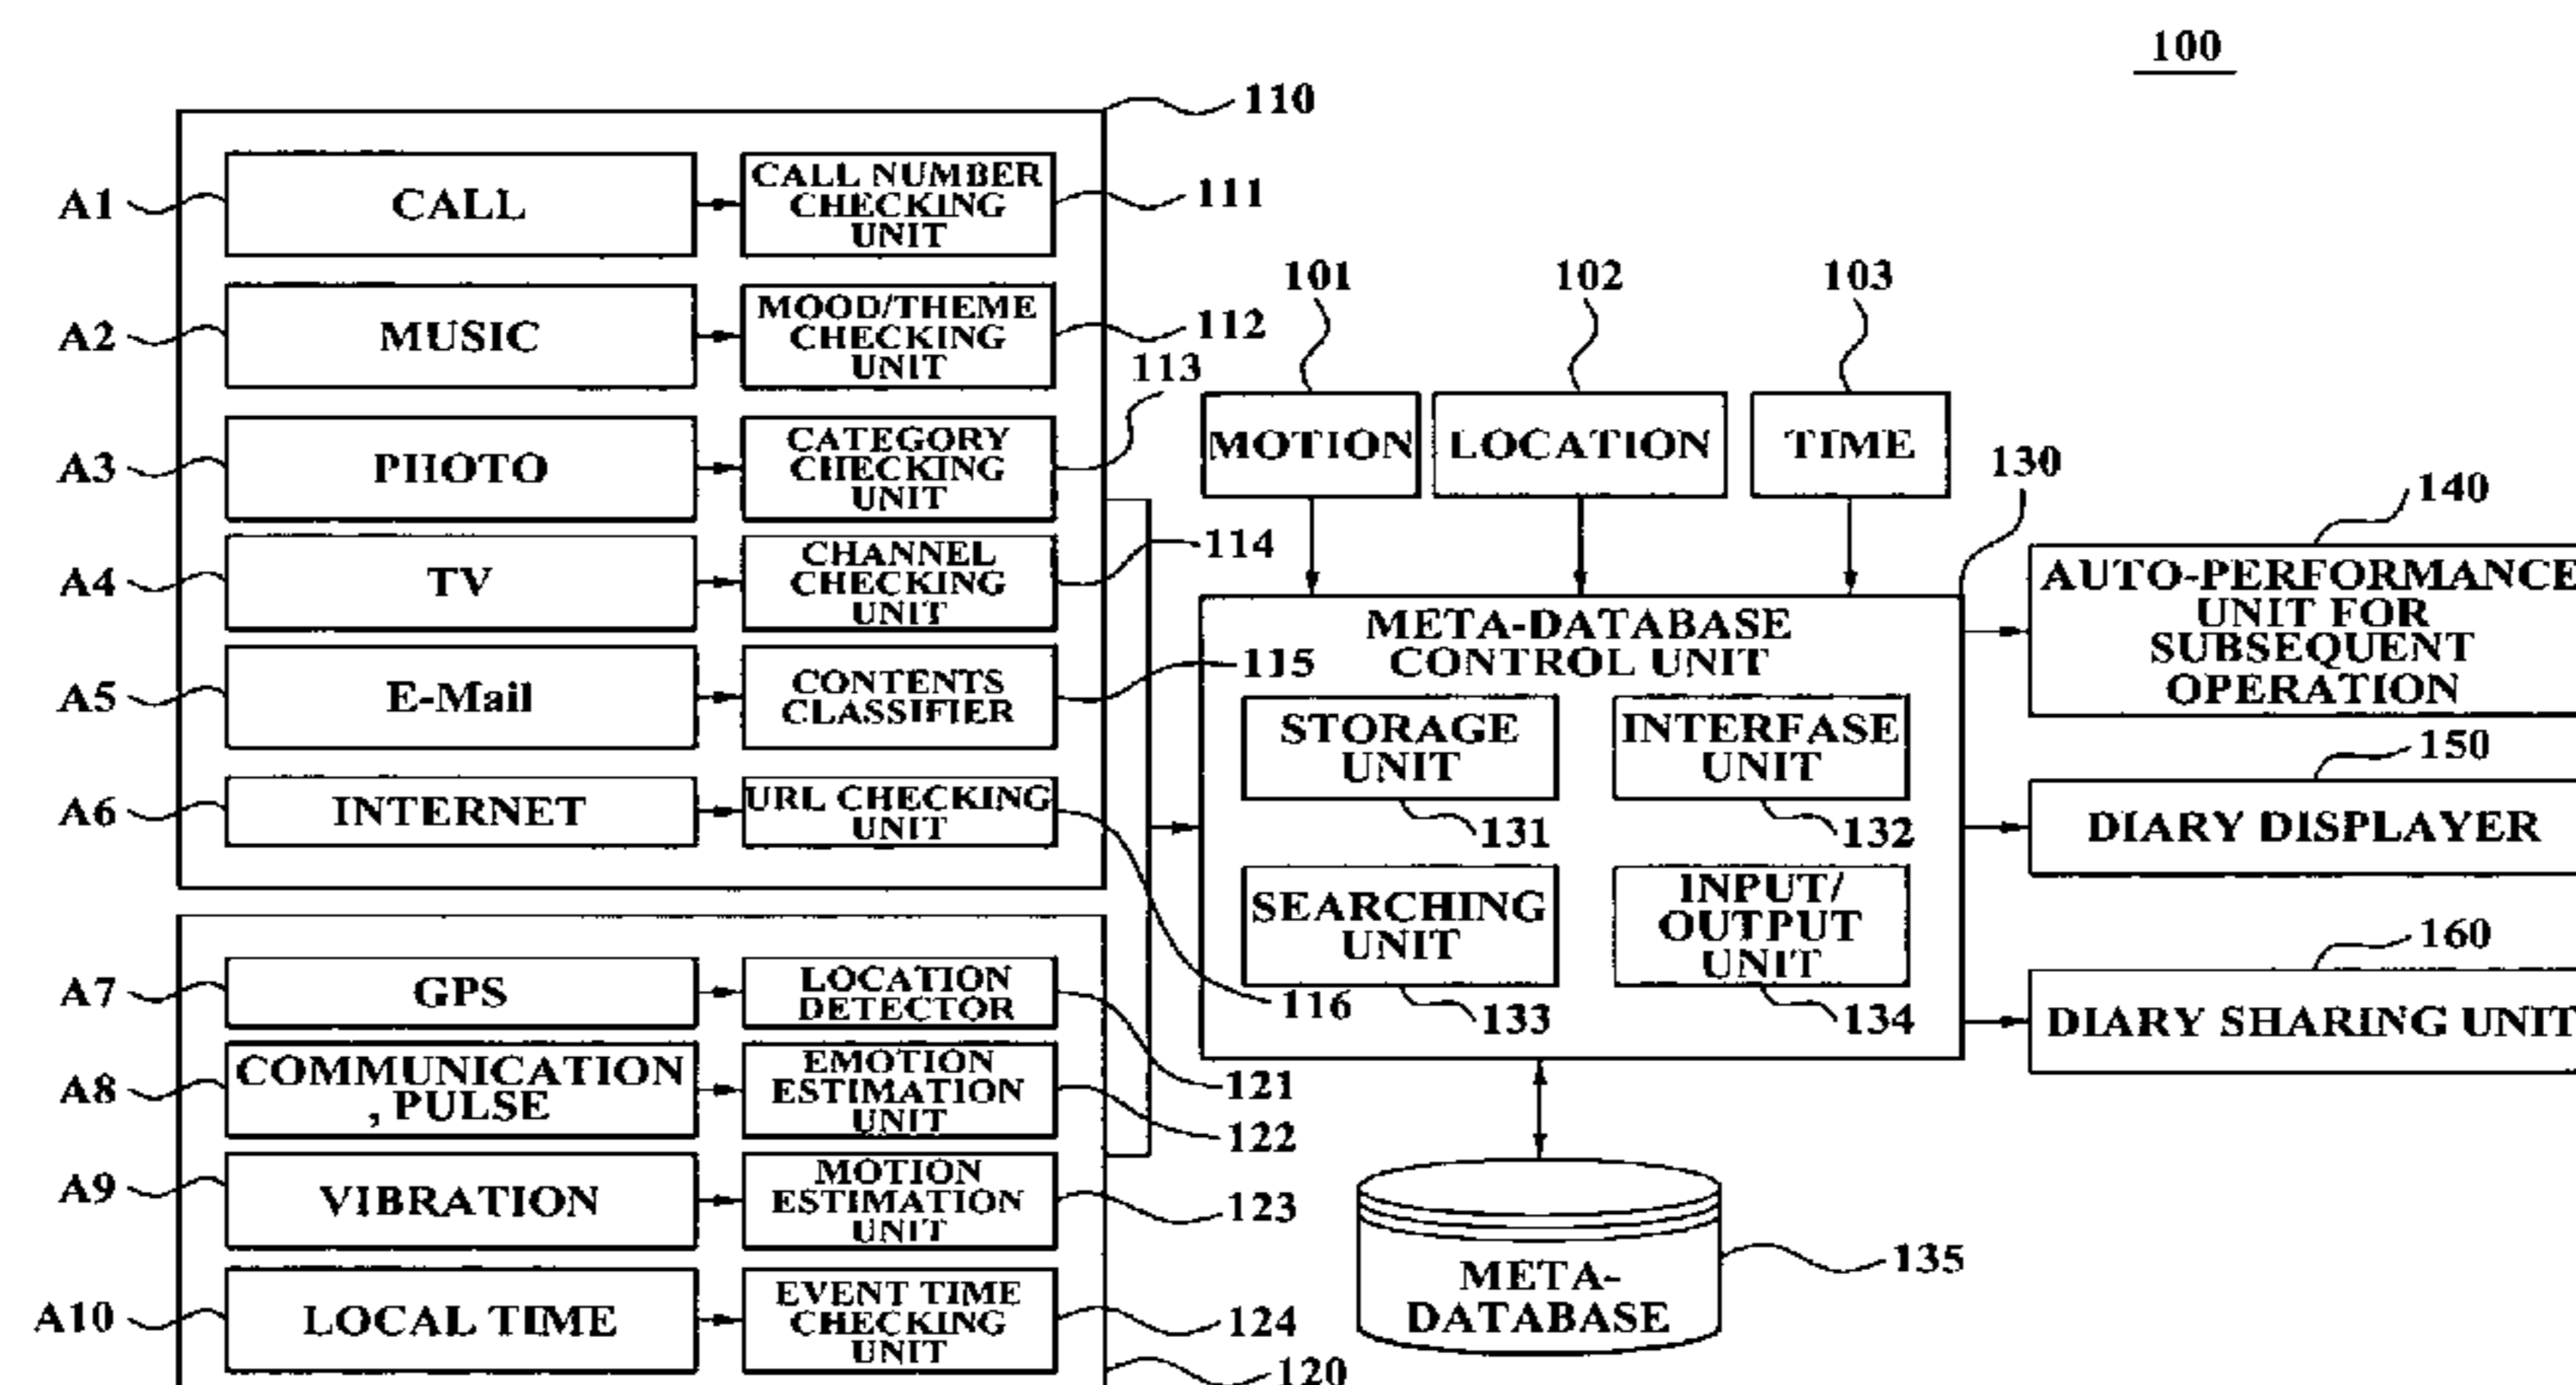 100
110
A1
CALL
CALL NUMBER
CHECKING
UNIT
111
A2
MUSIC
MOOD/THEME
CHECKING
UNIT
112
A3
PHOTO
CATEGORY
CHECKING
UNIT
113
A4
TV
CHANNEL
CHECKING
UNIT
114
A5
E-Mail
CONTENTS
CLASSIFIER
115
A6
INTERNET
URL CHECKING
UNIT
116
A7
GPS
LOCATION
DETECTOR
121
A8
COMMUNICATION
, PULSE
EMOTION
ESTIMATION
UNIT
122
A9
VIBRATION
MOTION
ESTIMATION
UNIT
123
A10
LOCAL TIME
EVENT TIME
CHECKING
UNIT
124
120
101
MOTION
102
LOCATION
103
TIME
130
META-DATABASE
CONTROL UNIT
STORAGE
UNIT
131
INTERFASE
UNIT
132
SEARCHING
UNIT
133
INPUT/
OUTPUT
UNIT
134
META-
DATABASE
135
140
AUTO-PERFORMANCE
UNIT FOR
SUBSEQUENT
OPERATION
150
DIARY DISPLAYER
160
DIARY SHARING UNIT